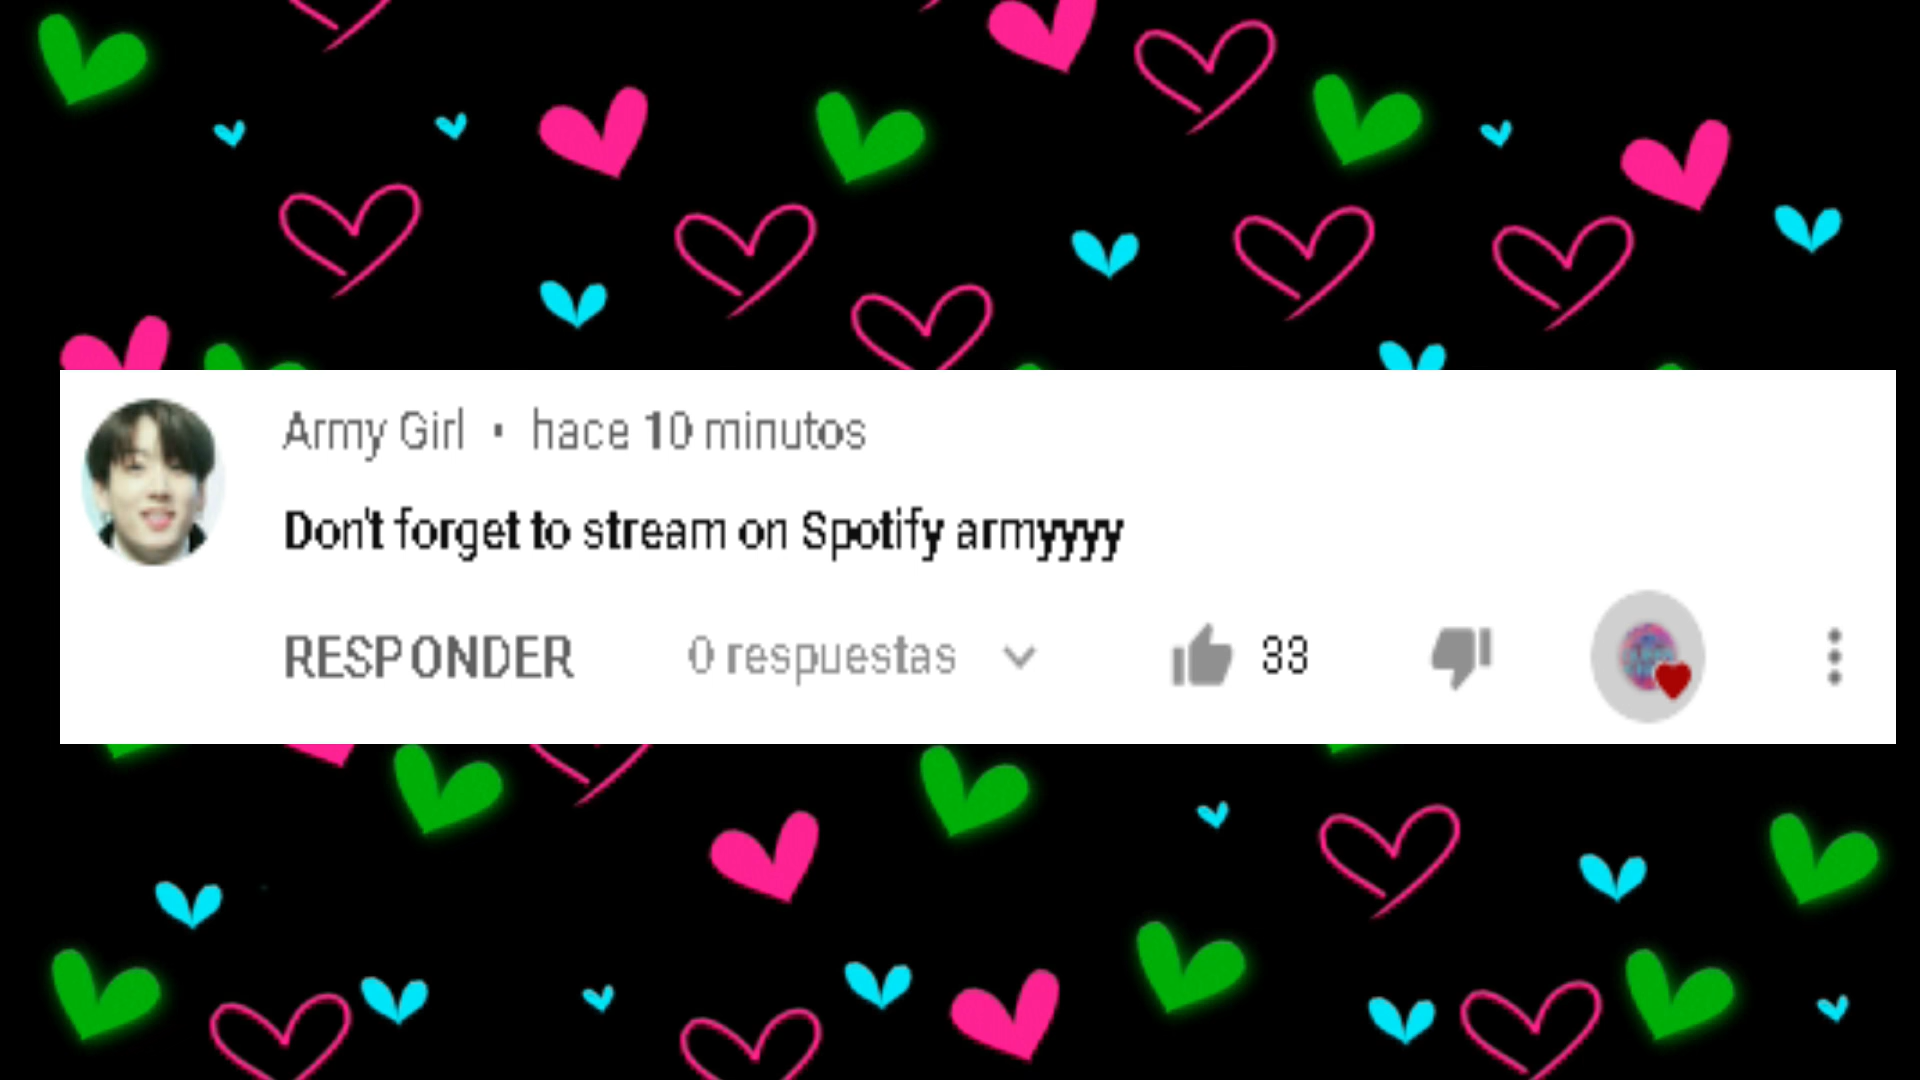 Army Girl · hace 10 minutos
Don't forget to stream on Spotify armyyyy
RESPONDER 0 respuestas 33